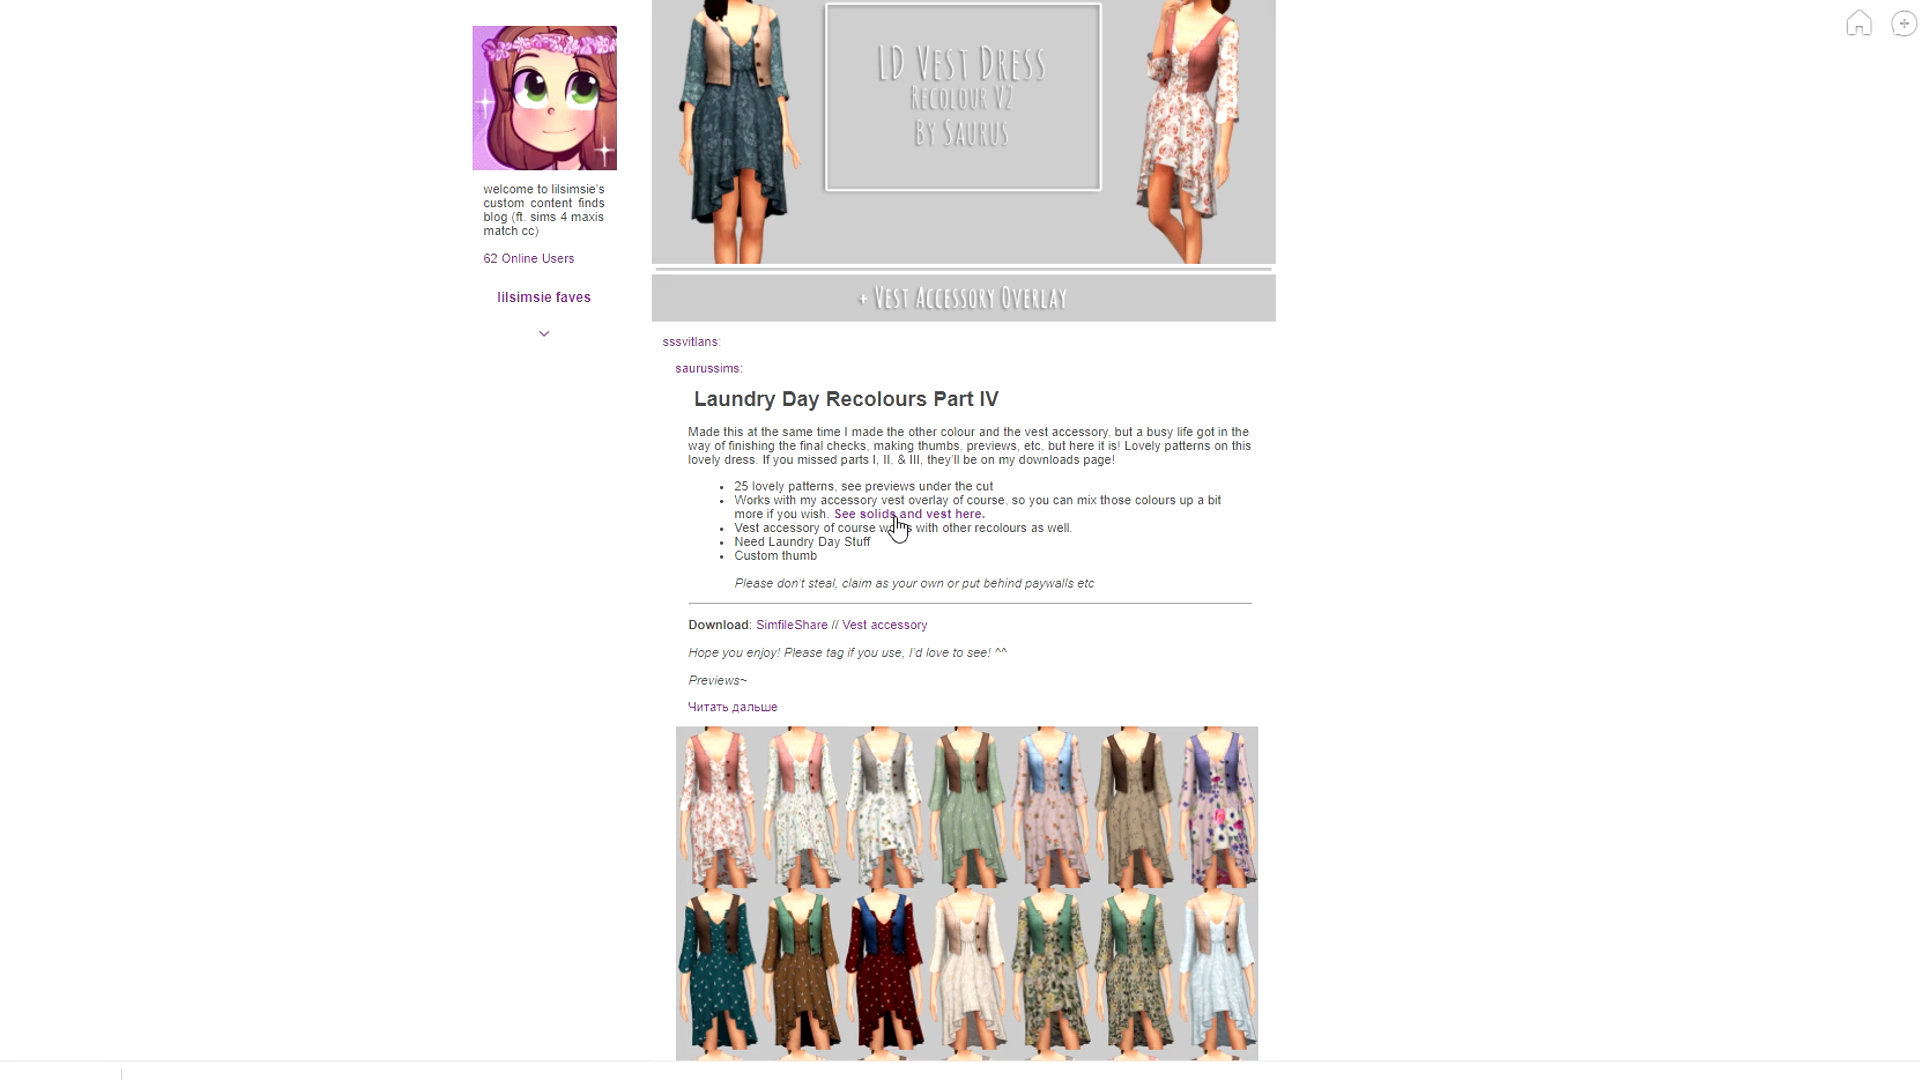 LD Vest Dress
Recolour V2
By Saurus
+ Vest Accessory Overlay
welcome to lilsimsie's
custom content finds
blog (ft. sims 4 maxis
match cc)
62 Online Users
lilsimsie faves
sssvitlans:
saurussims:
Laundry Day Recolours Part IV
Made this at the same time I made the other colour and the vest accessory, but a busy life got in the
way of finishing the final checks, making thumbs, previews, etc, but here it is! Lovely patterns on this
lovely dress. If you missed parts I, II, & III, they'll be on my downloads page!
• 25 lovely patterns, see previews under the cut
• Works with my accessory vest overlay of course, so you can mix those colours up a bit
more if you wish. See solids and vest here.
• Vest accessory of course works with other recolours as well.
• Need Laundry Day Stuff
• Custom thumb
Please don't steal, claim as your own or put behind paywalls etc
Download: SimfileShare // Vest accessory
Hope you enjoy! Please tag if you use, I'd love to see! ^^
Previews~
Читать дальше